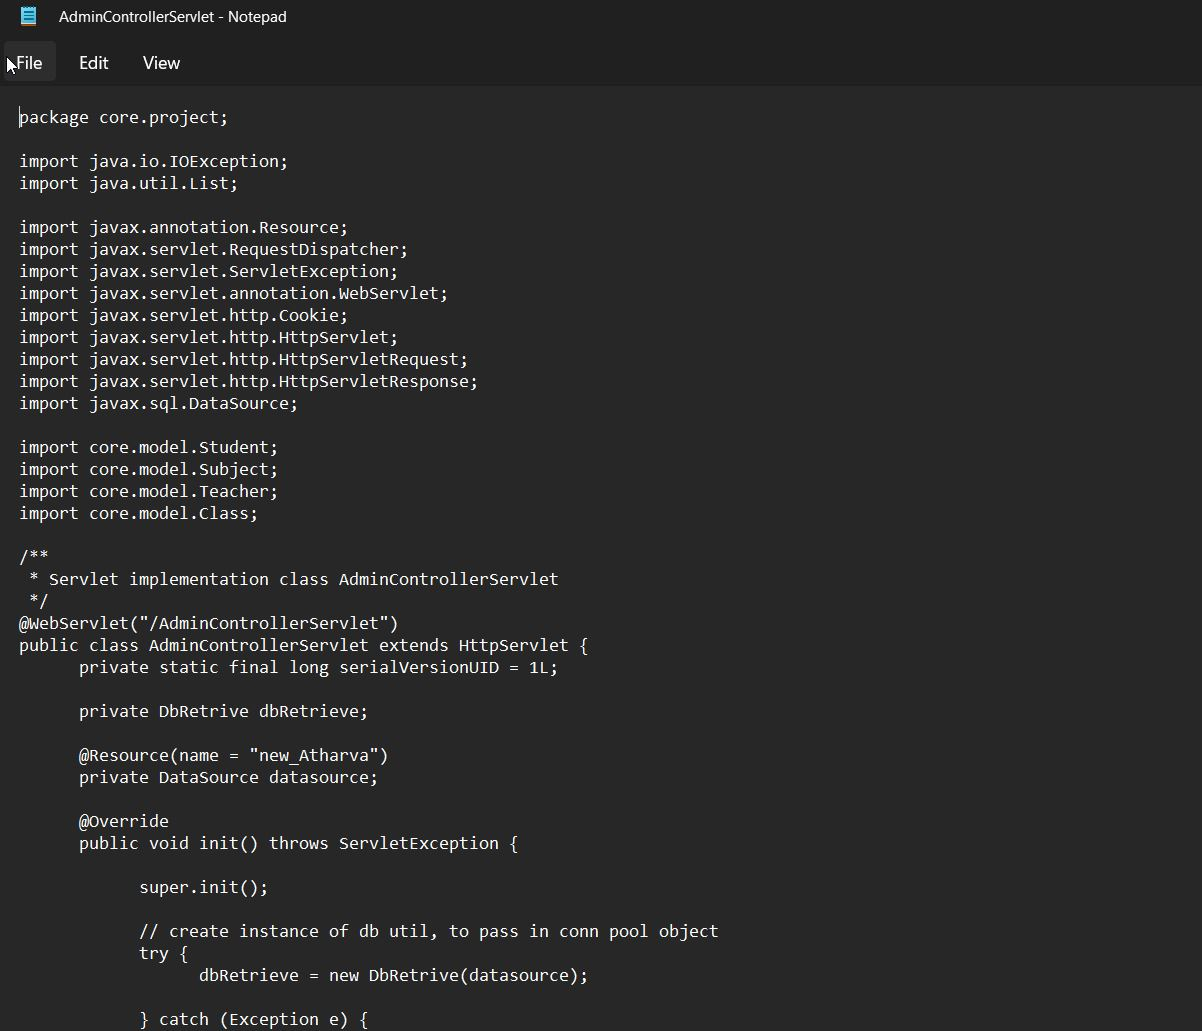 AdminControllerServlet - Notepad
File Edit View
package core.project;
import java.io.IOException;
import java.util.List;
import javax.annotation.Resource;
import javax.servlet.RequestDispatcher;
import javax.servlet.ServletException;
import javax.servlet.annotation.WebServlet;
import javax.servlet.http.Cookie;
import javax.servlet.http.HttpServlet;
import javax.servlet.http.HttpServletRequest;
import javax.servlet.http.HttpServletResponse;
import javax.sql.DataSource;
import core.model.Student;
import core.model.Subject;
import core.model.Teacher;
import core.model.Class;
/**
 * Servlet implementation class AdminControllerServlet
 */
@WebServlet("/AdminControllerServlet")
public class AdminControllerServlet extends HttpServlet {
      private static final long serialVersionUID = 1L;
      private DbRetrive dbRetrieve;
      @Resource(name = "new_Atharva")
      private DataSource datasource;
      @Override
      public void init() throws ServletException {
            super.init();
            // create instance of db util, to pass in conn pool object
            try {
                  dbRetrieve = new DbRetrive(datasource);
            } catch (Exception e) {